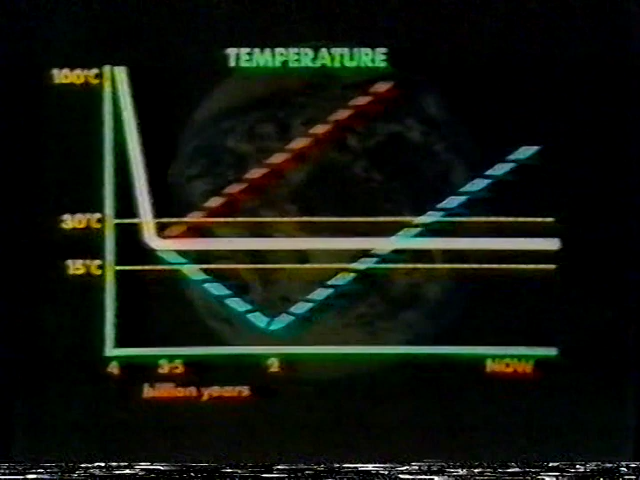 TEMPERATURE
100°C
30°C
15°C
4 3·5 2 NOW
billion years